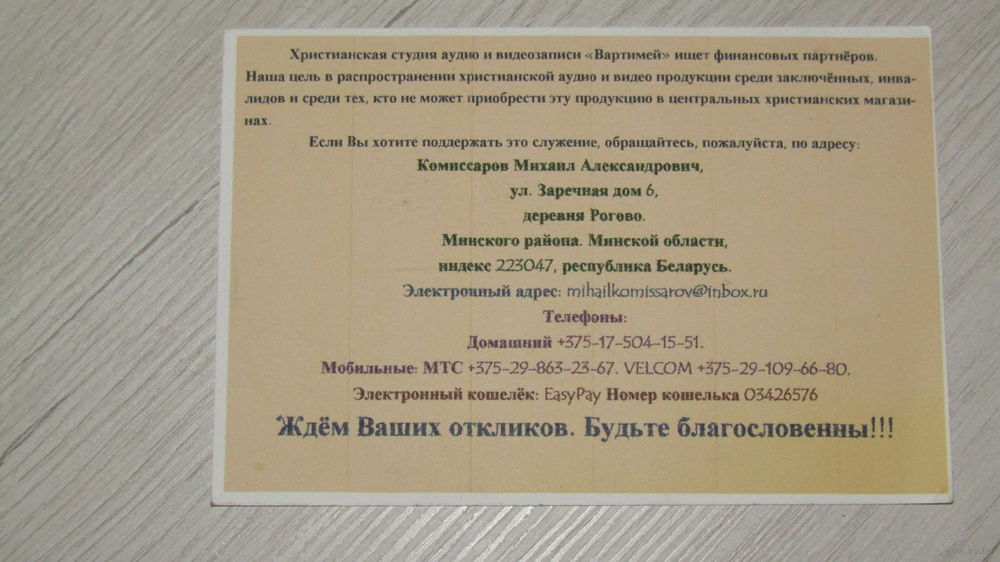 Христианская студия аудио и видеозаписи «Вартимей» ищет финансовых партнёров.
Наша цель в распространении христианской аудио и видео продукции среди заключённых, инва-
лидов и среди тех, кто не может приобрести эту продукцию в центральных христианских магази-
нах.
Если Вы хотите поддержать это служение, обращайтесь, пожалуйста, по адресу:
Комиссаров Михаил Александрович,
ул. Заречная дом 6,
деревня Рогово.
Минского района. Минской области,
индекс 223047, республика Беларусь.
Электронный адрес: mihailkomissarov@inbox.ru
Телефоны:
Домашний +375-17-504-15-51.
Мобильные: МТС +375-29-863-23-67. VELCOM +375-29-109-66-80.
Электронный кошелёк: EasyPay Номер кошелька 03426576
Ждём Ваших откликов. Будьте благословенны!!!
www.ay.by